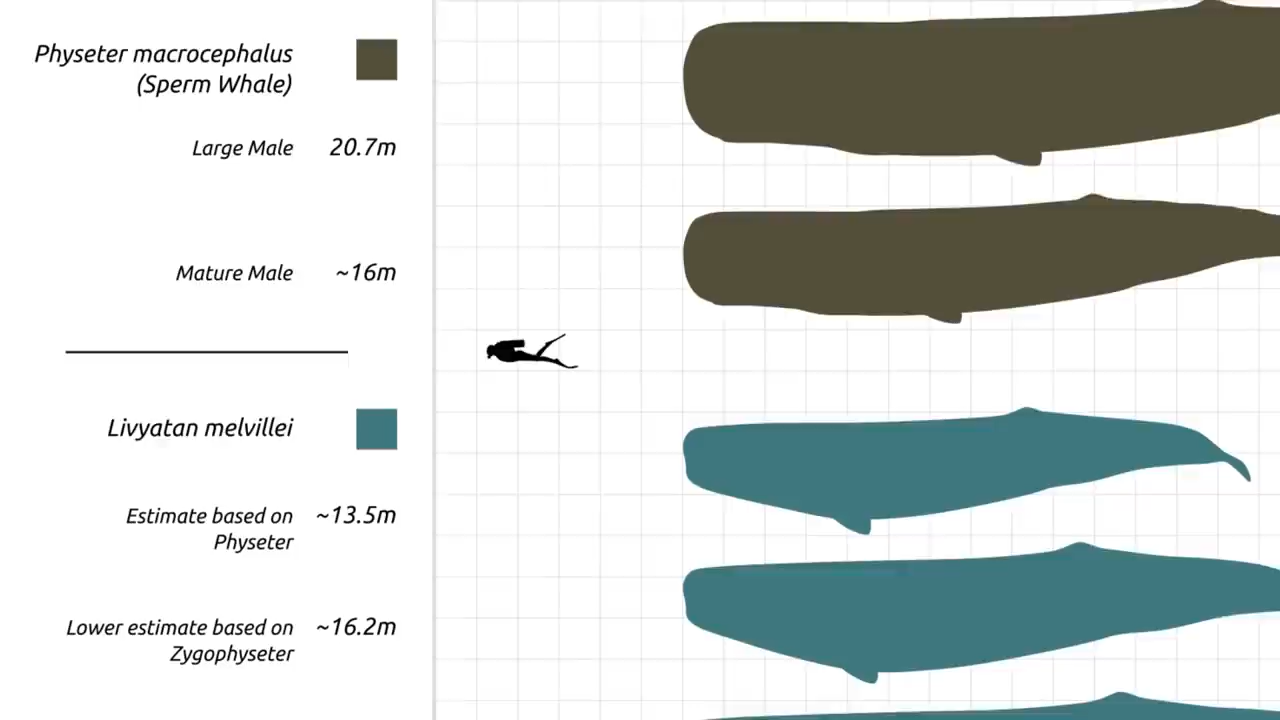 Physeter macrocephalus
(Sperm Whale)
Large Male 20.7m
Mature Male ~16m
Livyatan melvillei
Estimate based on ~13.5m
Physeter
Lower estimate based on ~16.2m
Zygophyseter